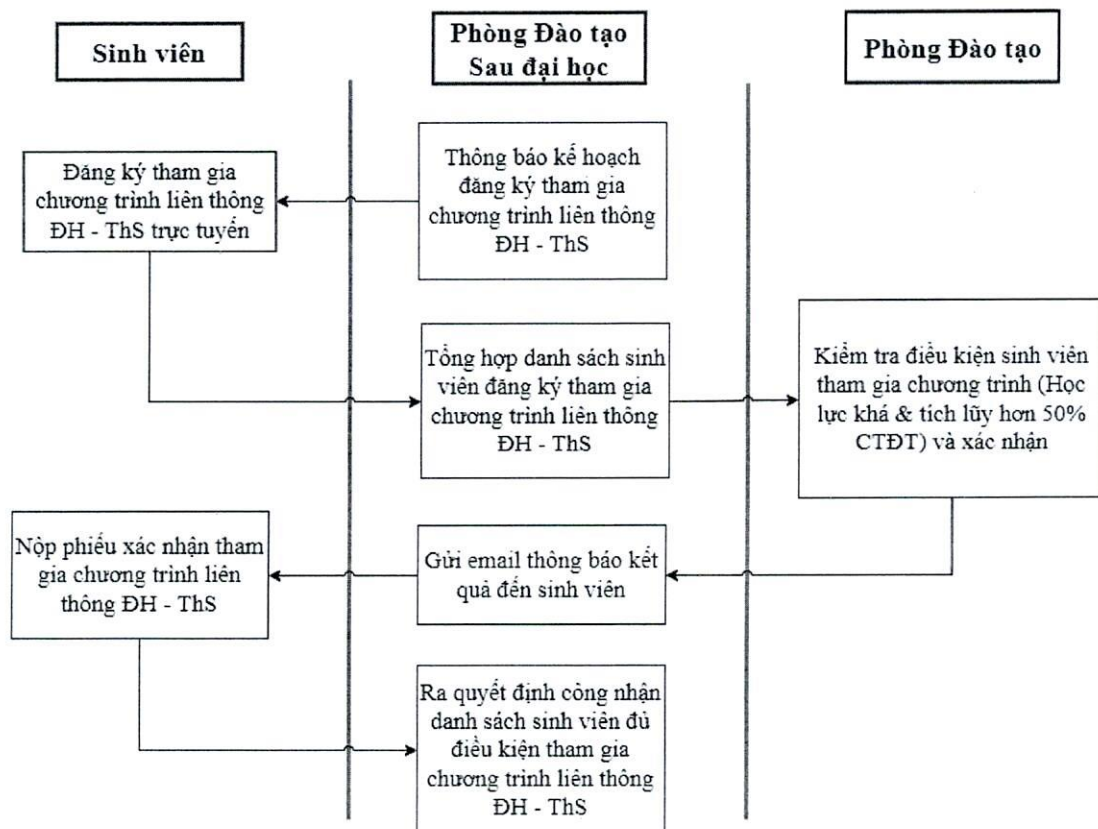 Sinh viên
Phòng Đào tạo
Sau đại học
Phòng Đào tạo
Thông báo kế hoạch
đăng ký tham gia
chương trình liên thông
ĐH - ThS
Đăng ký tham gia
chương trình liên thông
ĐH - ThS trực tuyến
Tổng hợp danh sách sinh
viên đăng ký tham gia
chương trình liên thông
ĐH - ThS
Kiểm tra điều kiện sinh viên
tham gia chương trình (Học
lực khá & tích lũy hơn 50%
CTĐT) và xác nhận
Gửi email thông báo kết
quả đến sinh viên
Nộp phiếu xác nhận tham
gia chương trình liên
thông ĐH - ThS
Ra quyết định công nhận
danh sách sinh viên đủ
điều kiện tham gia
chương trình liên thông
ĐH - ThS